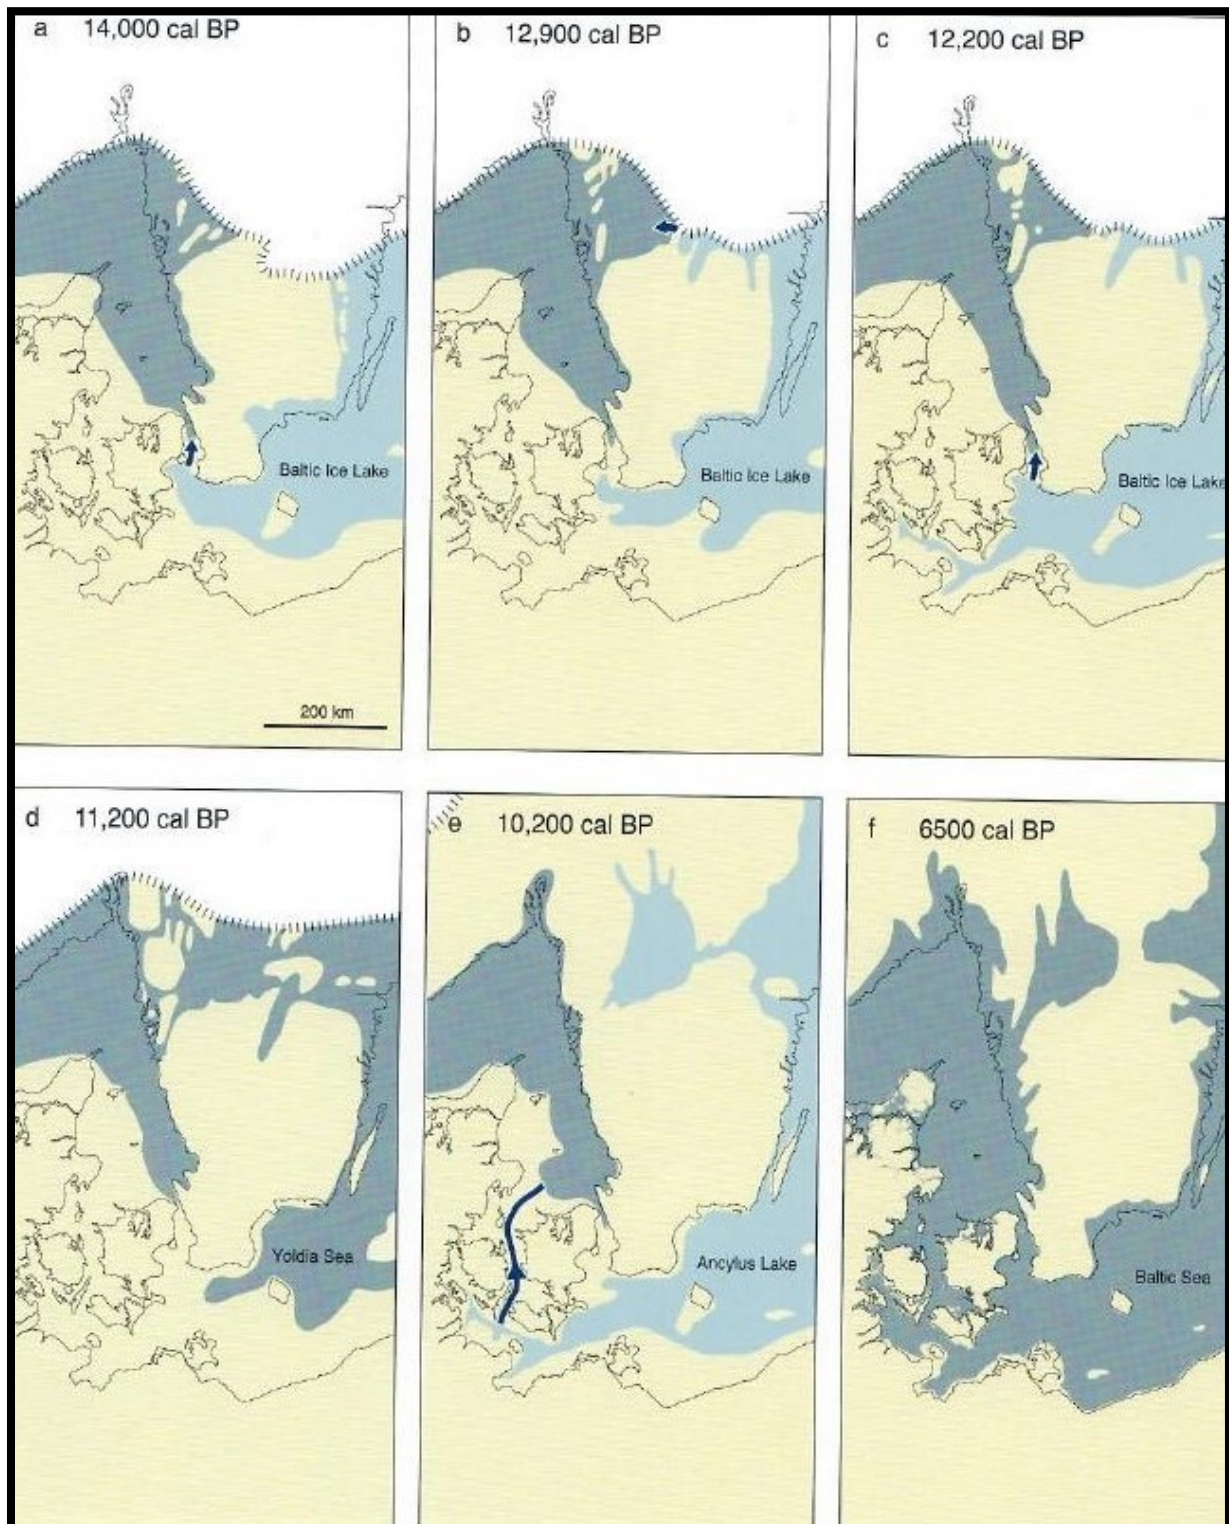 a 14,000 cal BP
b 12,900 cal BP
c 12,200 cal BP
Baltic Ice Lake
Baltic Ice Lake
Baltic Ice Lake
200 km
d 11,200 cal BP
e 10,200 cal BP
f 6500 cal BP
Yoldia Sea
Ancylus Lake
Baltic Sea